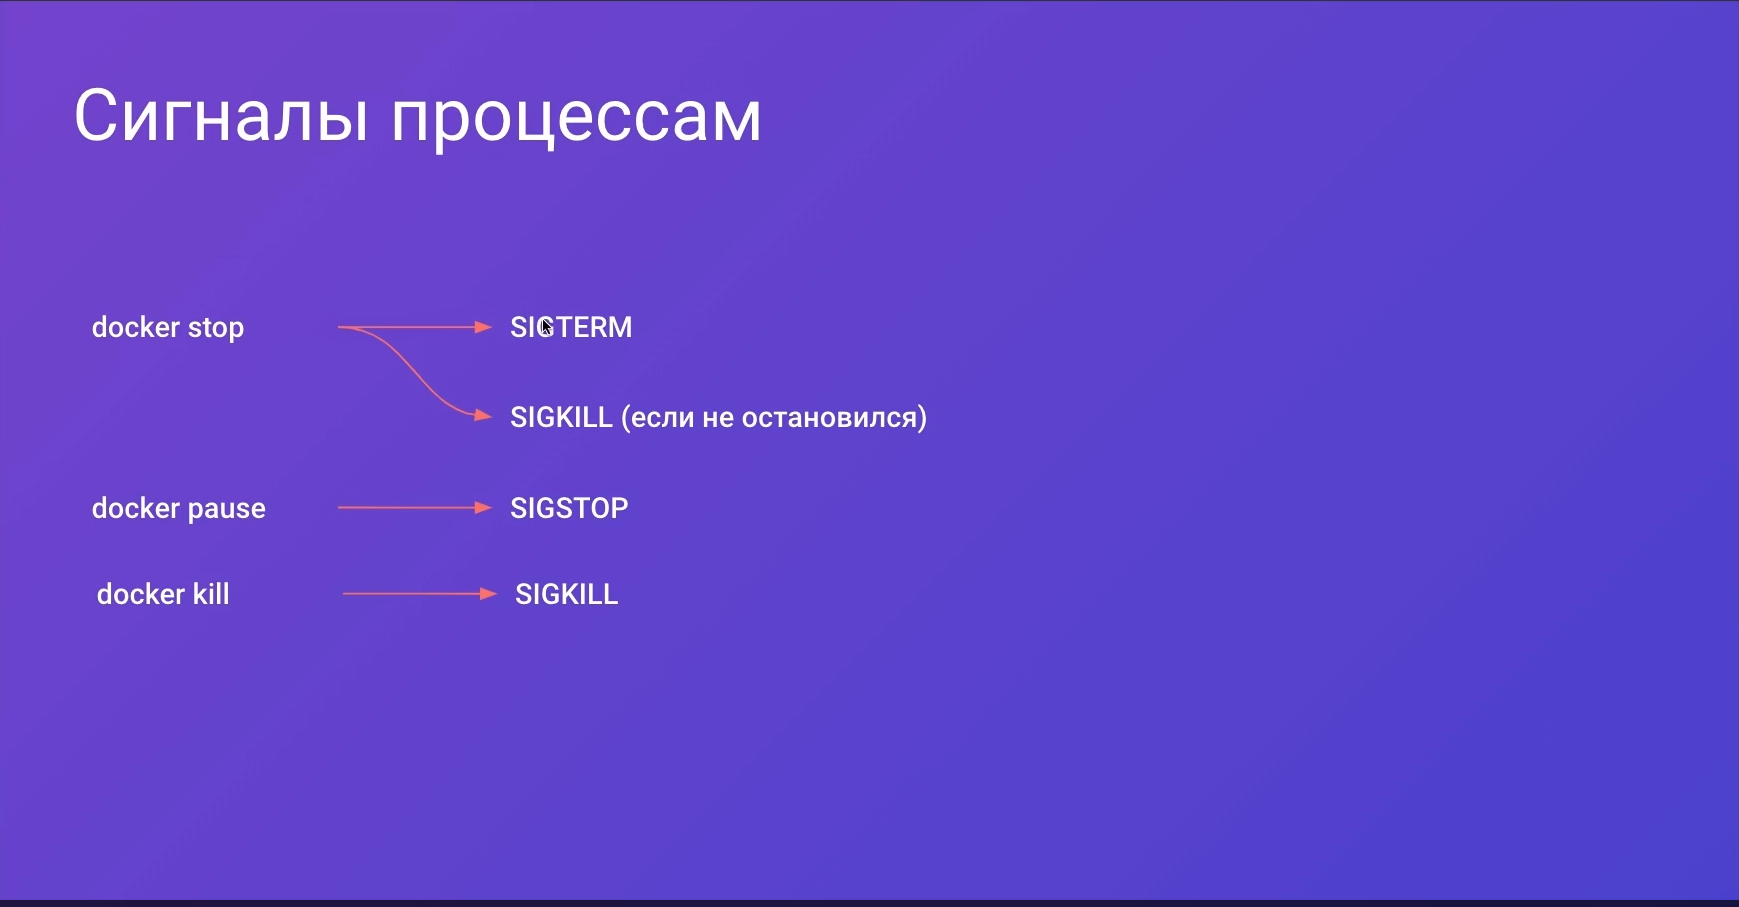 Сигналы процессам
docker stop
SIGTERM
SIGKILL (если не остановился)
docker pause
SIGSTOP
docker kill
SIGKILL